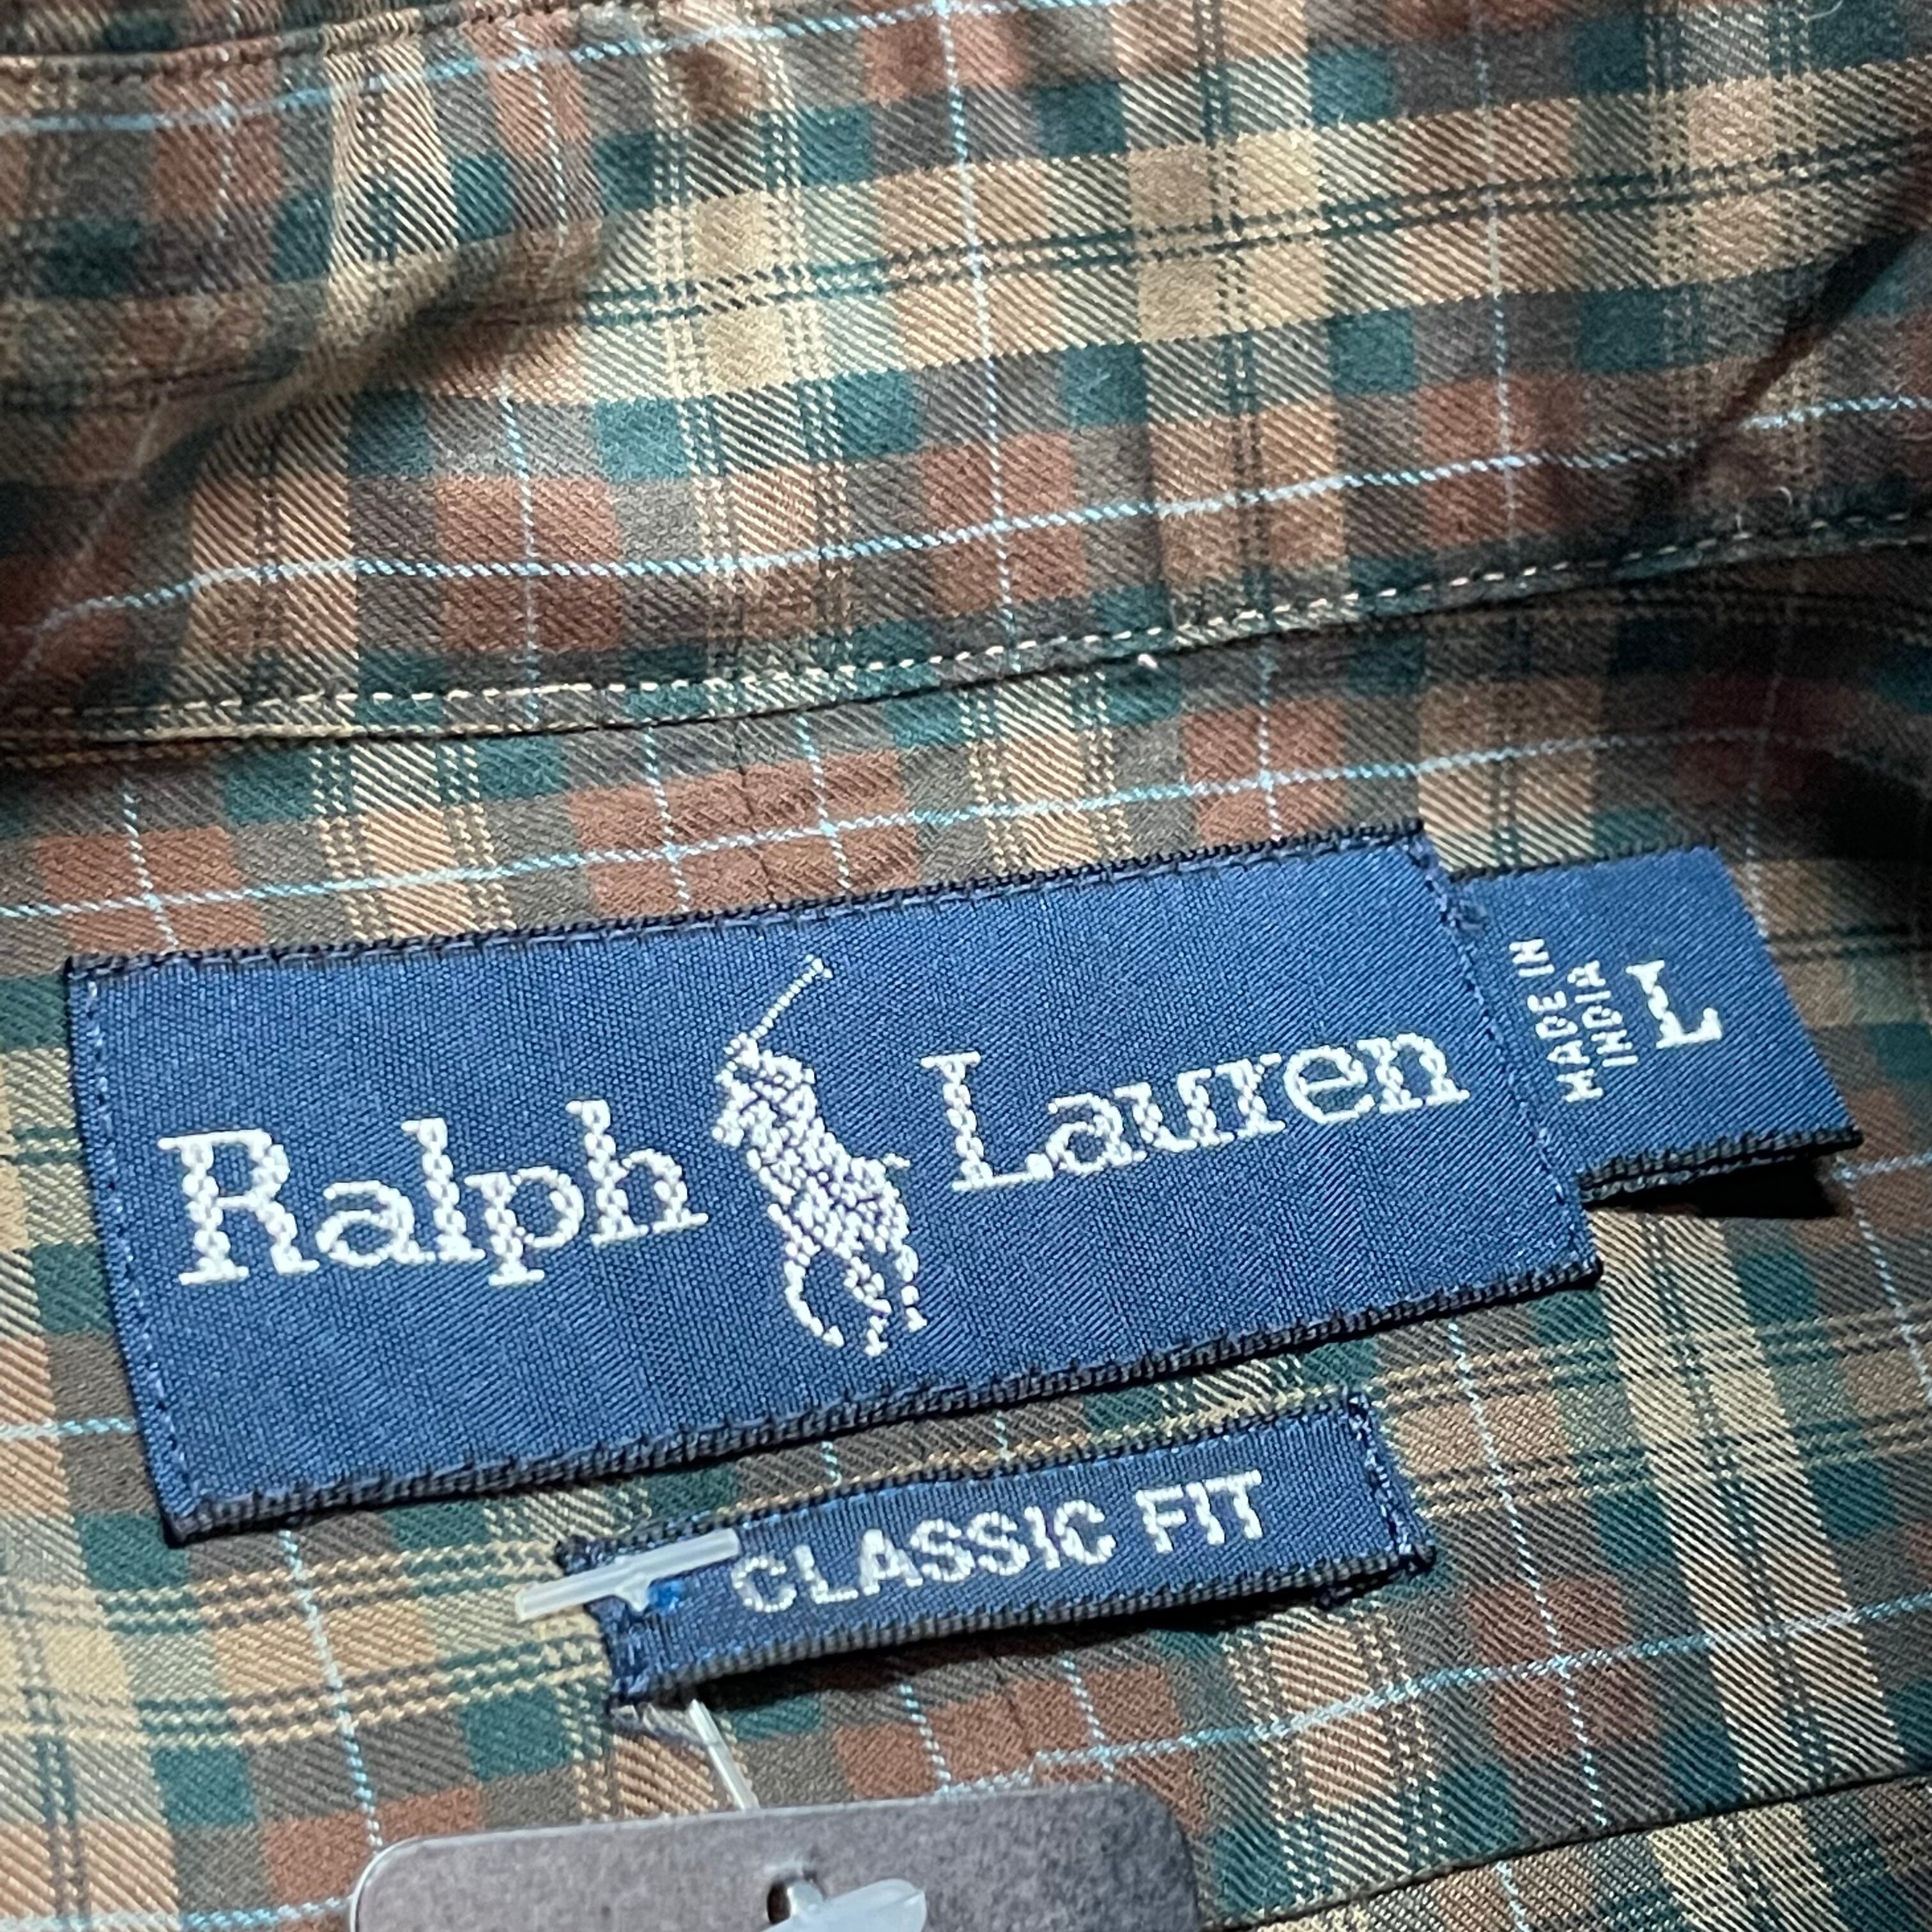 Ralph Lauren
MADE IN
INDIA
L
CLASSIC FIT